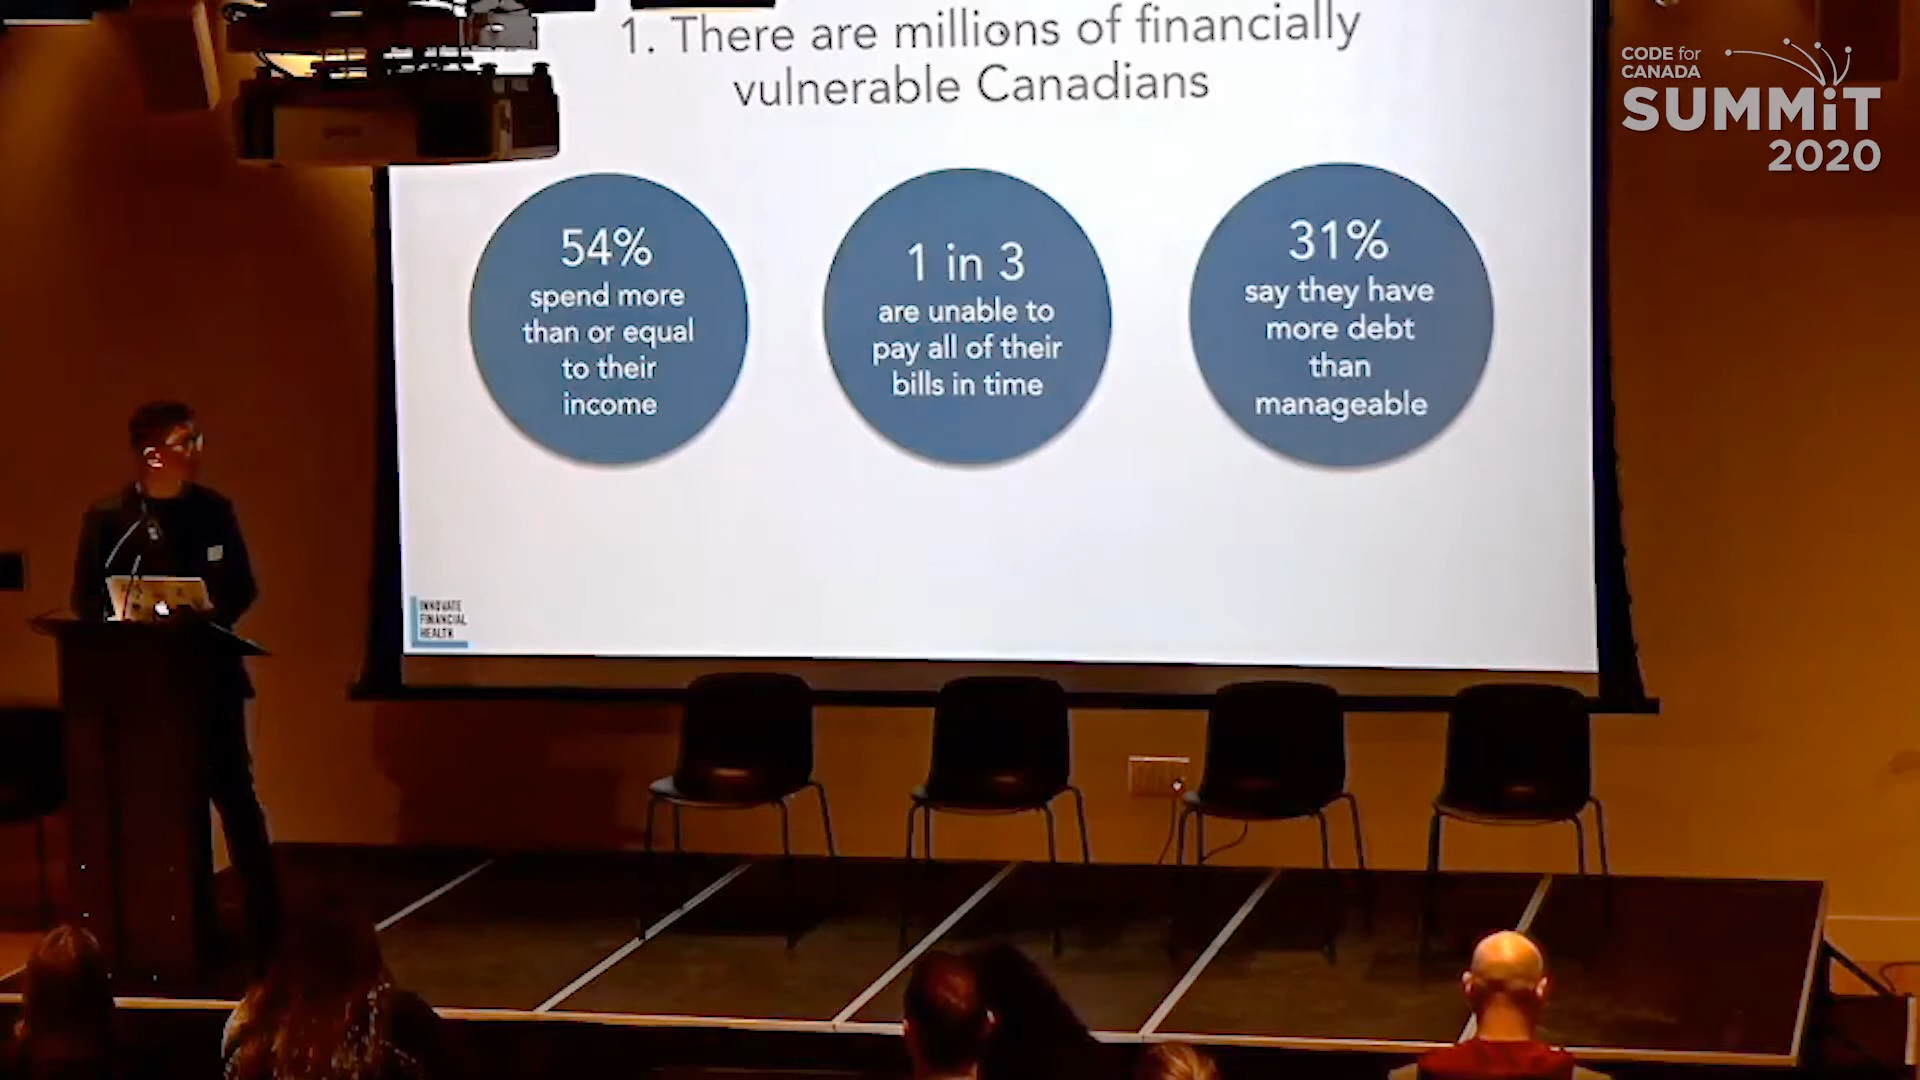 1. There are millions of financially
vulnerable Canadians
CODE for
CANADA
SUMMiT
2020
54%
spend more
than or equal
to their
income
1 in 3
are unable to
pay all of their
bills in time
31%
say they have
more debt
than
manageable
INNOVATE
FINANCIAL
HEALTH